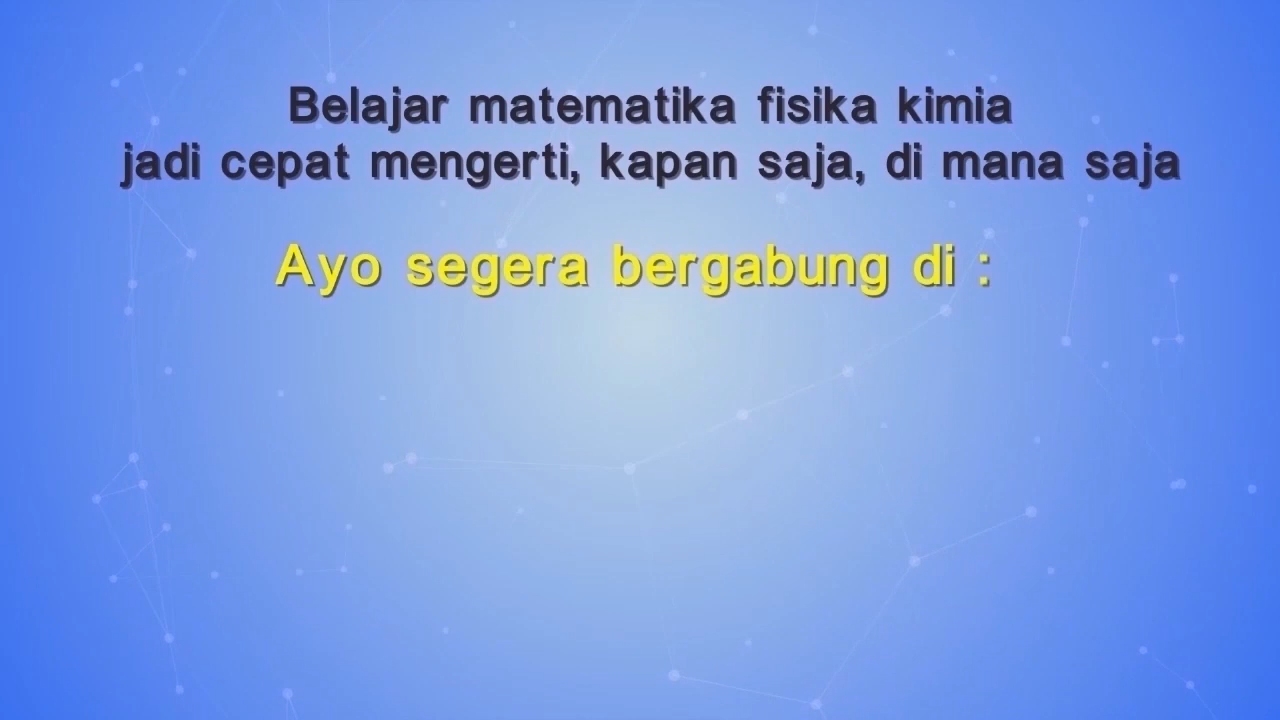 Belajar matematika fisika kimia
jadi cepat mengerti, kapan saja, di mana saja
Ayo segera bergabung di :